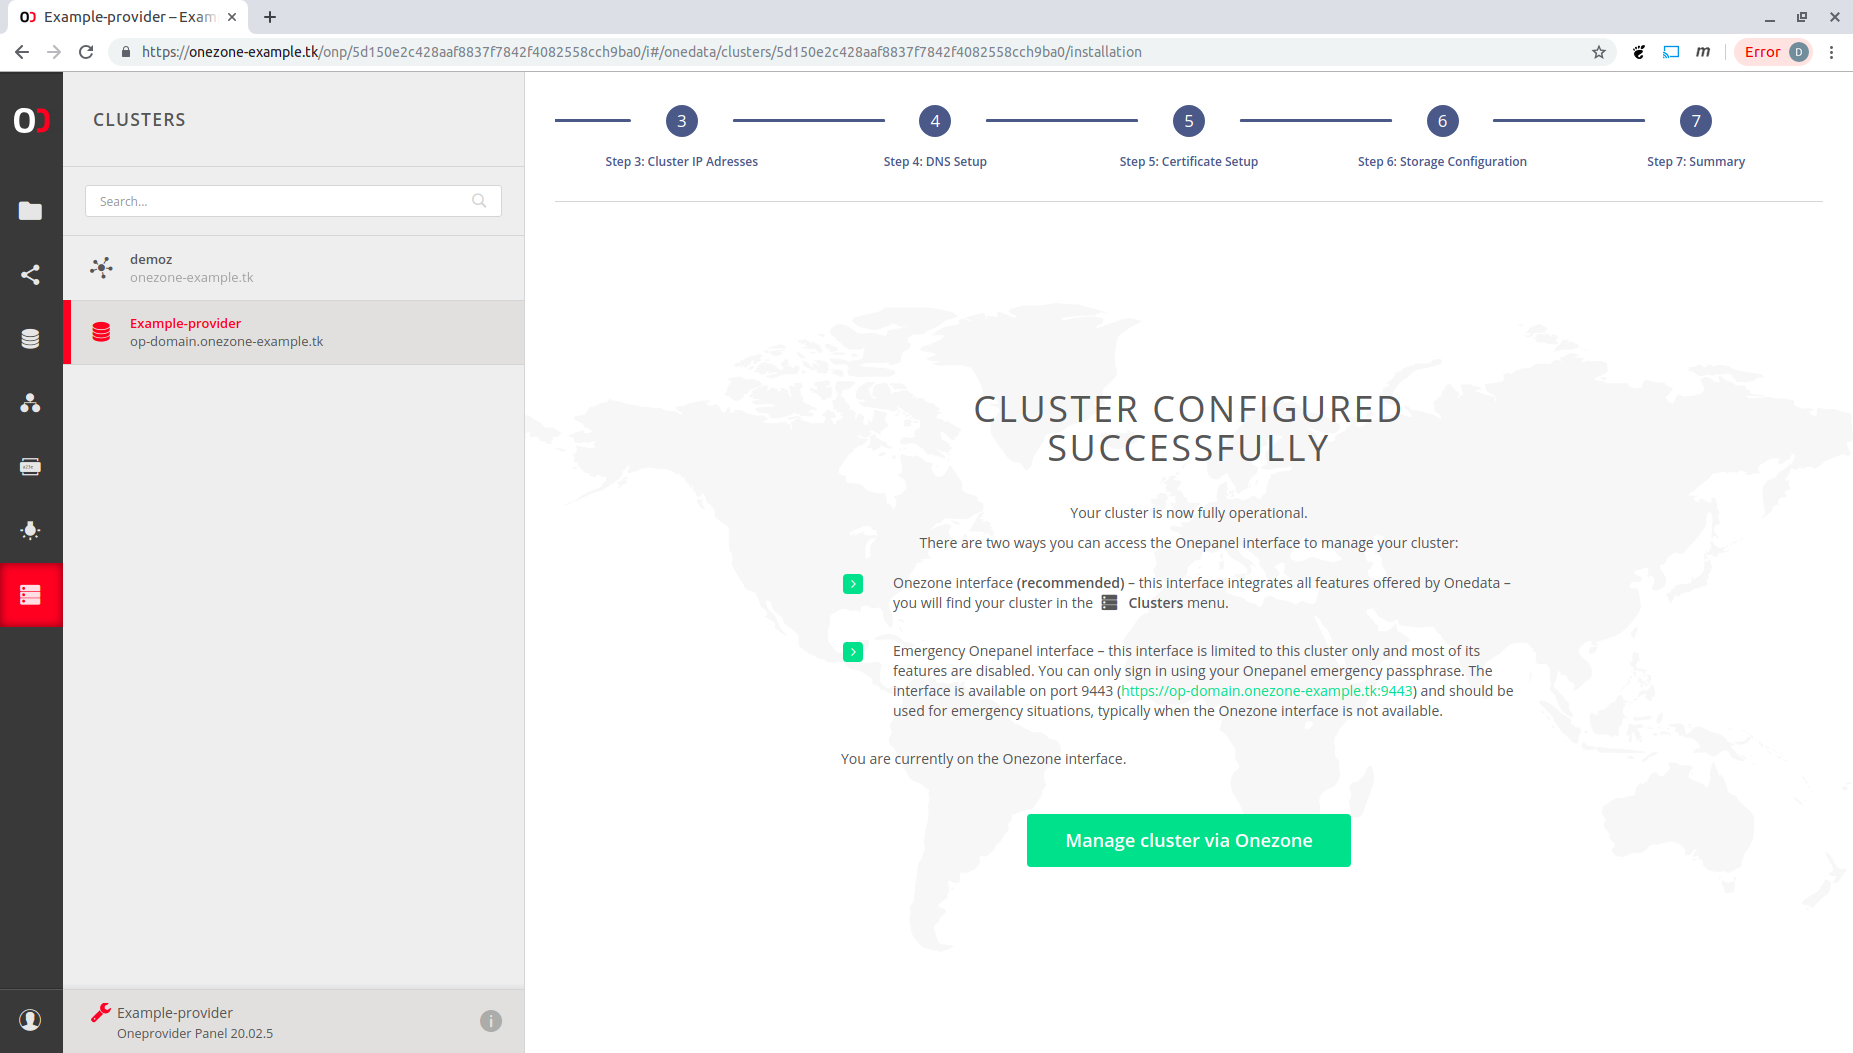 Example-provider – Exam
https://onezone-example.tk/onp/5d150e2c428aaf8837f7842f4082558cch9ba0/i#/onedata/clusters/5d150e2c428aaf8837f7842f4082558cch9ba0/installation
m
Error
D
CLUSTERS
Search...
demoz
onezone-example.tk
Example-provider
op-domain.onezone-example.tk
3
4
5
6
7
Step 3: Cluster IP Adresses
Step 4: DNS Setup
Step 5: Certificate Setup
Step 6: Storage Configuration
Step 7: Summary
CLUSTER CONFIGURED
SUCCESSFULLY
Your cluster is now fully operational.
There are two ways you can access the Onepanel interface to manage your cluster:
Onezone interface (recommended) – this interface integrates all features offered by Onedata –
you will find your cluster in the Clusters menu.
Emergency Onepanel interface – this interface is limited to this cluster only and most of its
features are disabled. You can only sign in using your Onepanel emergency passphrase. The
interface is available on port 9443 (https://op-domain.onezone-example.tk:9443) and should be
used for emergency situations, typically when the Onezone interface is not available.
You are currently on the Onezone interface.
Manage cluster via Onezone
Example-provider
Oneprovider Panel 20.02.5